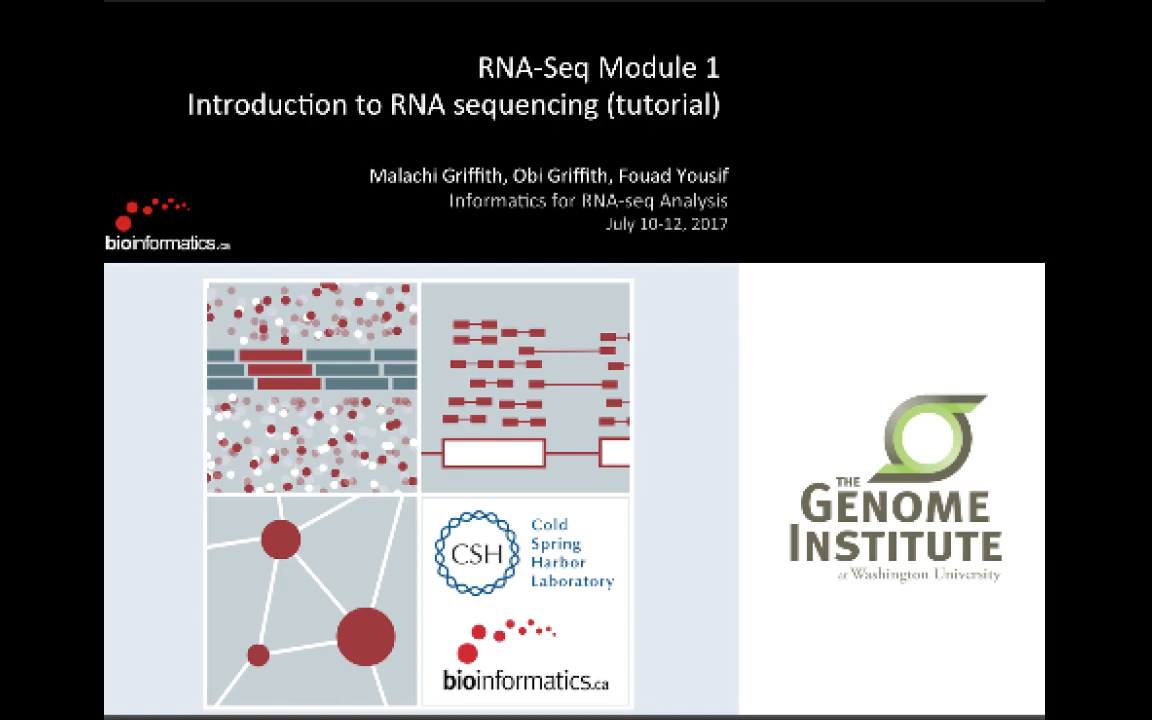 RNA-Seq Module 1
Introduction to RNA sequencing (tutorial)
Malachi Griffith, Obi Griffith, Fouad Yousif
Informatics for RNA-seq Analysis
July 10-12, 2017
bioinformatics.ca
CSH
Cold
Spring
Harbor
Laboratory
bioinformatics.ca
THE
GENOME
INSTITUTE
at Washington University